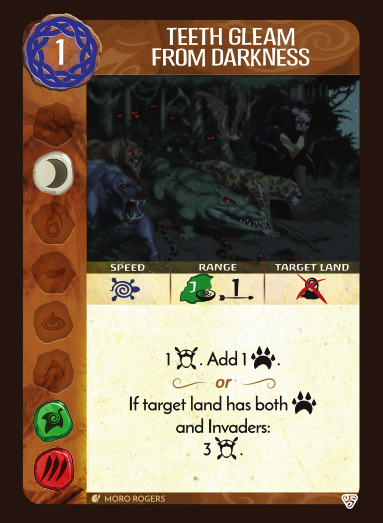 1
TEETH GLEAM
FROM DARKNESS
SPEED RANGE TARGET LAND
J 1
1 . Add 1 .
or
If target land has both
and Invaders:
3 .
MORO ROGERS